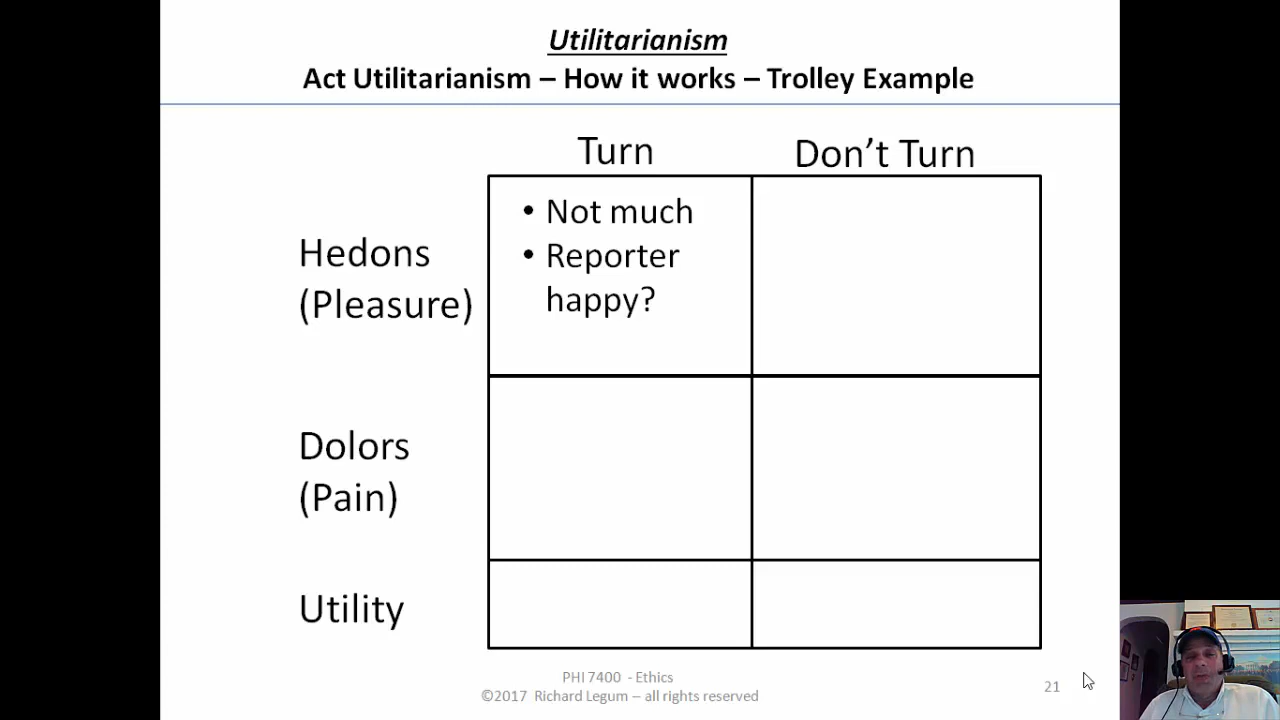 Utilitarianism
Act Utilitarianism – How it works – Trolley Example
Turn
Don’t Turn
Hedons
(Pleasure)
• Not much
• Reporter
happy?
Dolors
(Pain)
Utility
PHI 7400 - Ethics
©2017 Richard Legum – all rights reserved
21